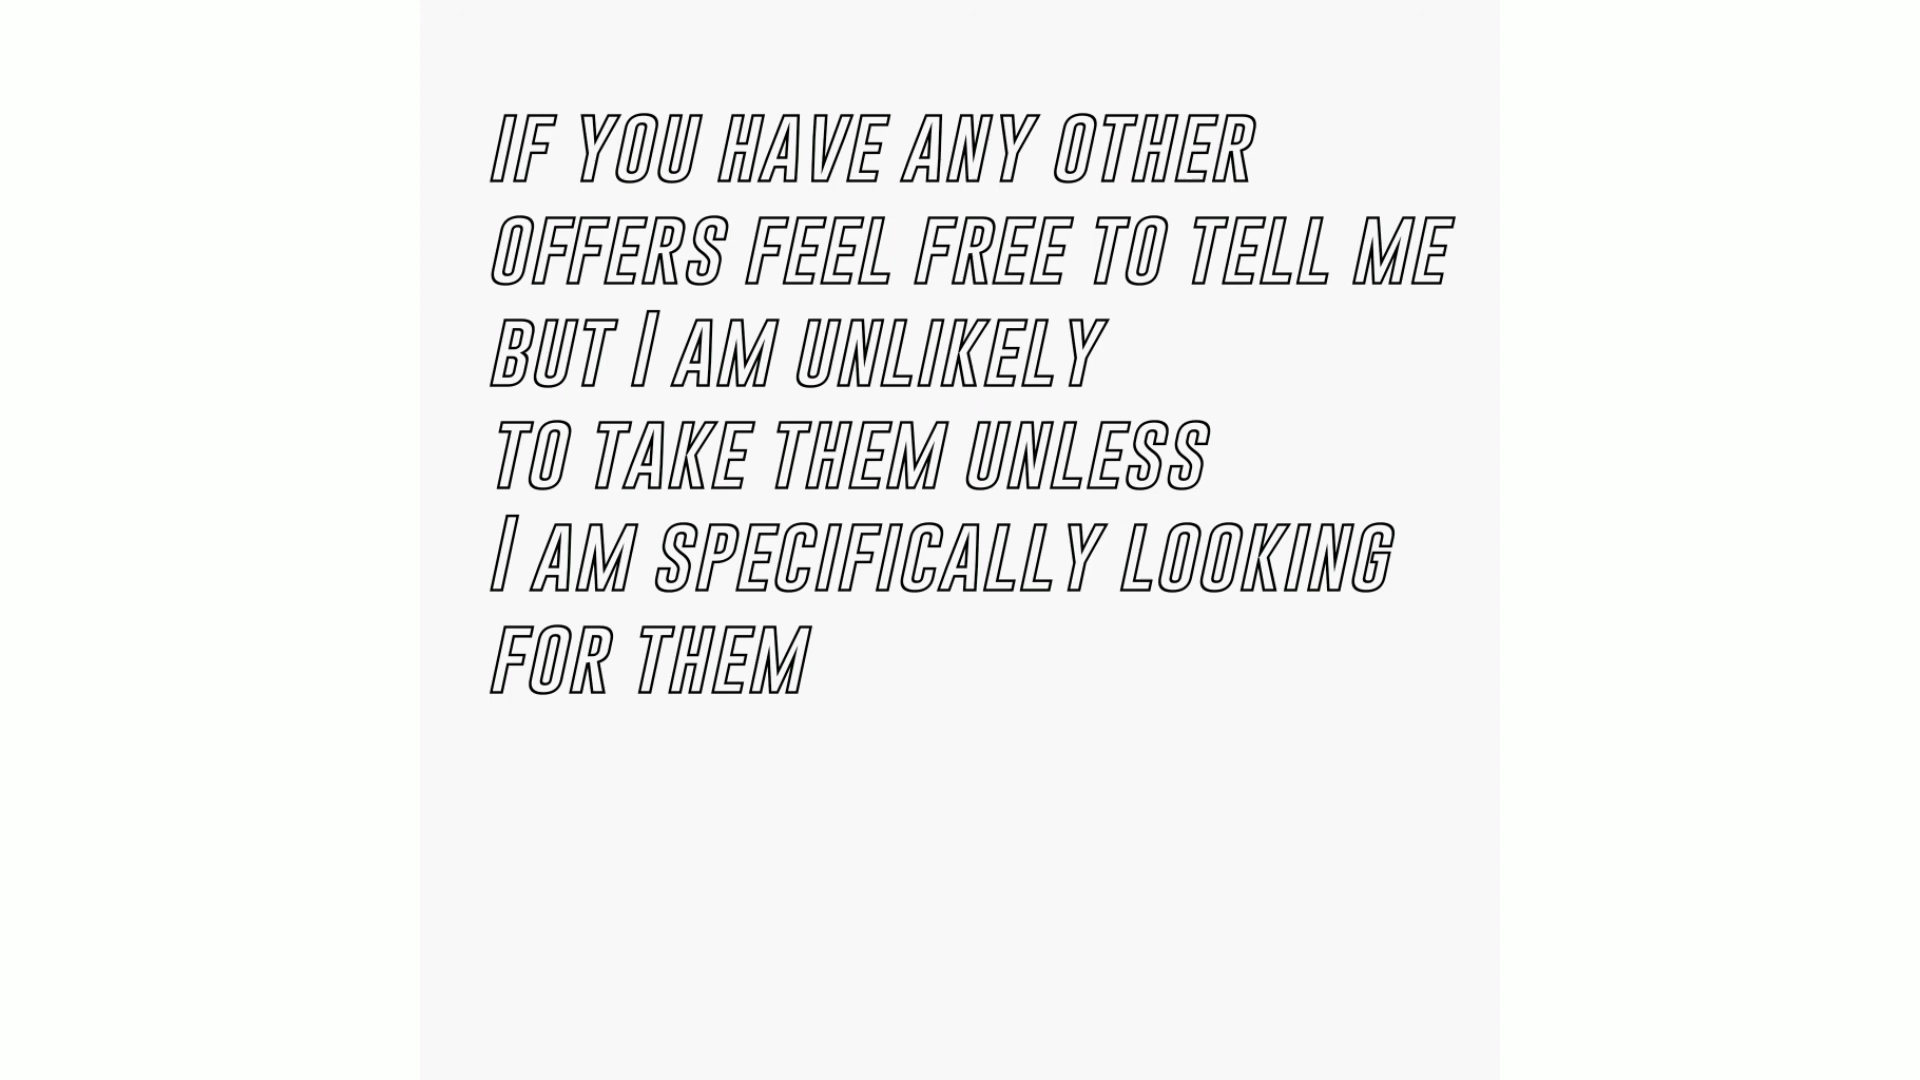 IF YOU HAVE ANY OTHER
OFFERS FEEL FREE TO TELL ME
BUT I AM UNLIKELY
TO TAKE THEM UNLESS
I AM SPECIFICALLY LOOKING
FOR THEM